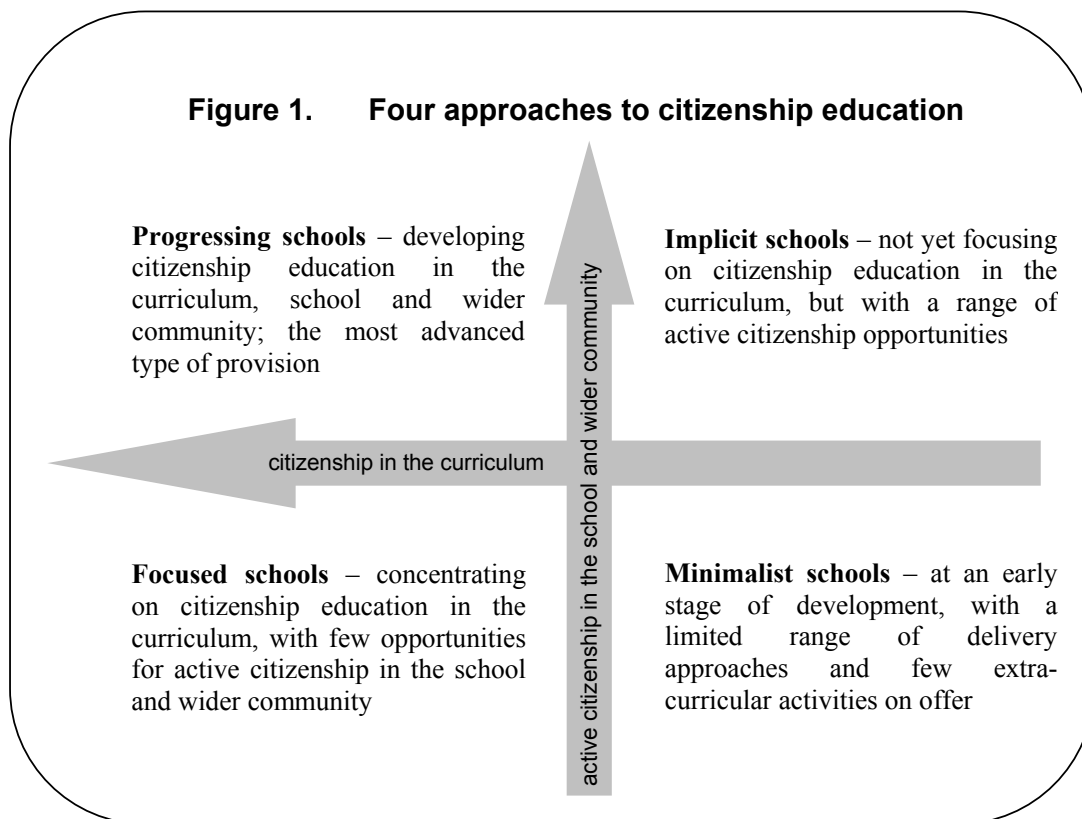 Figure 1. Four approaches to citizenship education
Progressing schools – developing
citizenship education in the
curriculum, school and wider
community; the most advanced
type of provision
Implicit schools – not yet focusing
on citizenship education in the
curriculum, but with a range of
active citizenship opportunities
active citizenship in the school and wider community
citizenship in the curriculum
Focused schools – concentrating
on citizenship education in the
curriculum, with few opportunities
for active citizenship in the school
and wider community
Minimalist schools – at an early
stage of development, with a
limited range of delivery
approaches and few extra-
curricular activities on offer